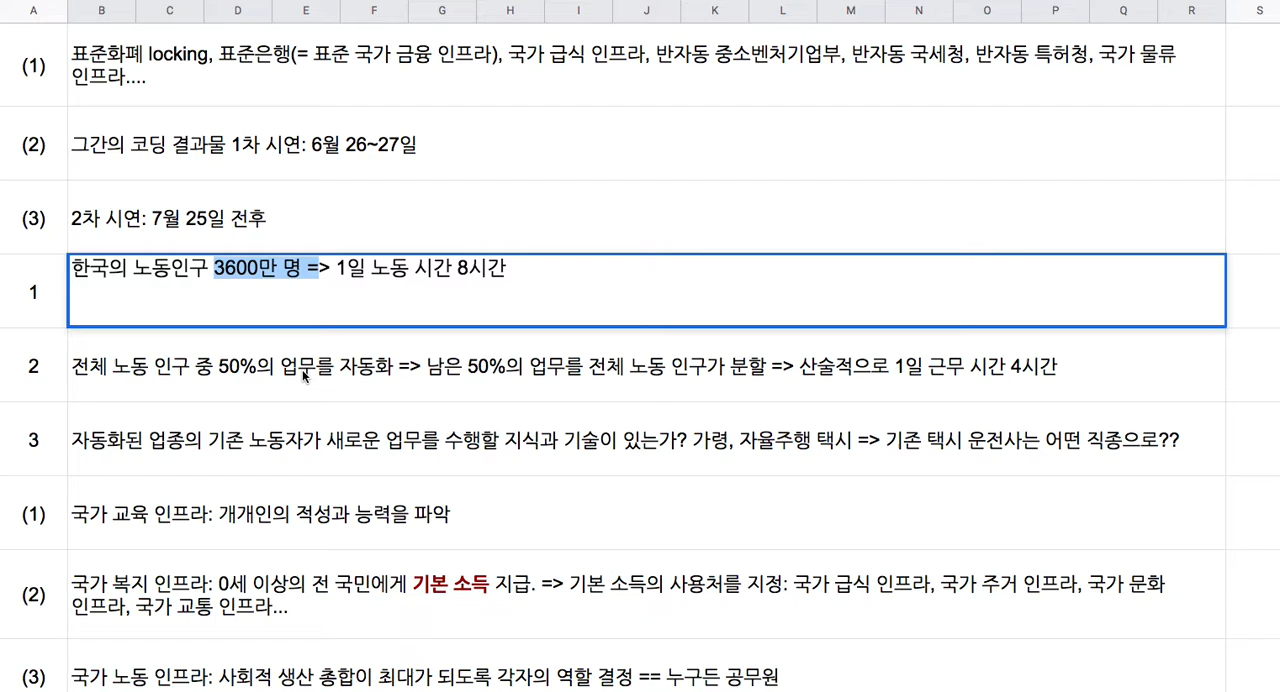 A B C D E F G H I J K L M N O P Q R S
(1) 표준화폐 locking, 표준은행(= 표준 국가 금융 인프라), 국가 급식 인프라, 반자동 중소벤처기업부, 반자동 국세청, 반자동 특허청, 국가 물류
인프라....
(2) 그간의 코딩 결과물 1차 시연: 6월 26~27일
(3) 2차 시연: 7월 25일 전후
1 한국의 노동인구 3600만 명 => 1일 노동 시간 8시간
2 전체 노동 인구 중 50%의 업무를 자동화 => 남은 50%의 업무를 전체 노동 인구가 분할 => 산술적으로 1일 근무 시간 4시간
3 자동화된 업종의 기존 노동자가 새로운 업무를 수행할 지식과 기술이 있는가? 가령, 자율주행 택시 => 기존 택시 운전사는 어떤 직종으로??
(1) 국가 교육 인프라: 개개인의 적성과 능력을 파악
(2) 국가 복지 인프라: 0세 이상의 전 국민에게 기본 소득 지급. => 기본 소득의 사용처를 지정: 국가 급식 인프라, 국가 주거 인프라, 국가 문화
인프라, 국가 교통 인프라...
(3) 국가 노동 인프라: 사회적 생산 총합이 최대가 되도록 각자의 역할 결정 == 누구든 공무원